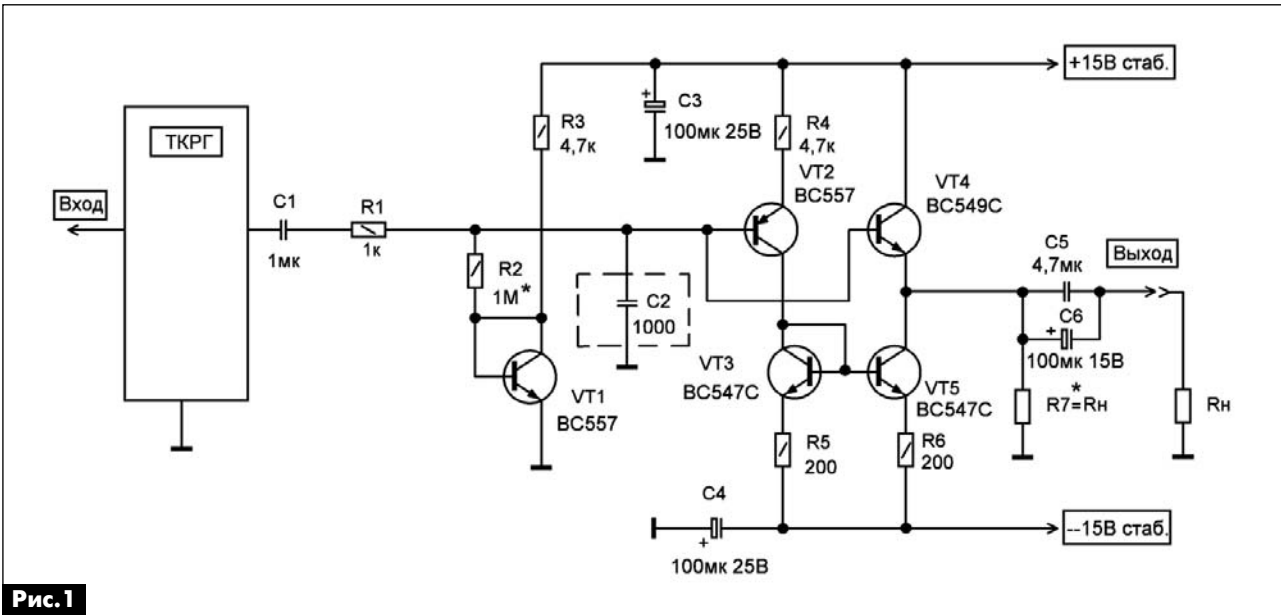 +15В стаб.
ТКРГ
Вход
C1
1мк
R1
1к
R2
1М*
R3
4,7к
+
C3
100мк 25В
R4
4,7к
VT2
BC557
VT4
BC549C
C2
1000
VT1
BC557
VT3
BC547C
VT5
BC547C
C5
4,7мк
Выход
+
C6
100мк 15В
*
R7=Rн
Rн
R5
200
R6
200
C4
+
100мк 25В
--15В стаб.
Рис.1